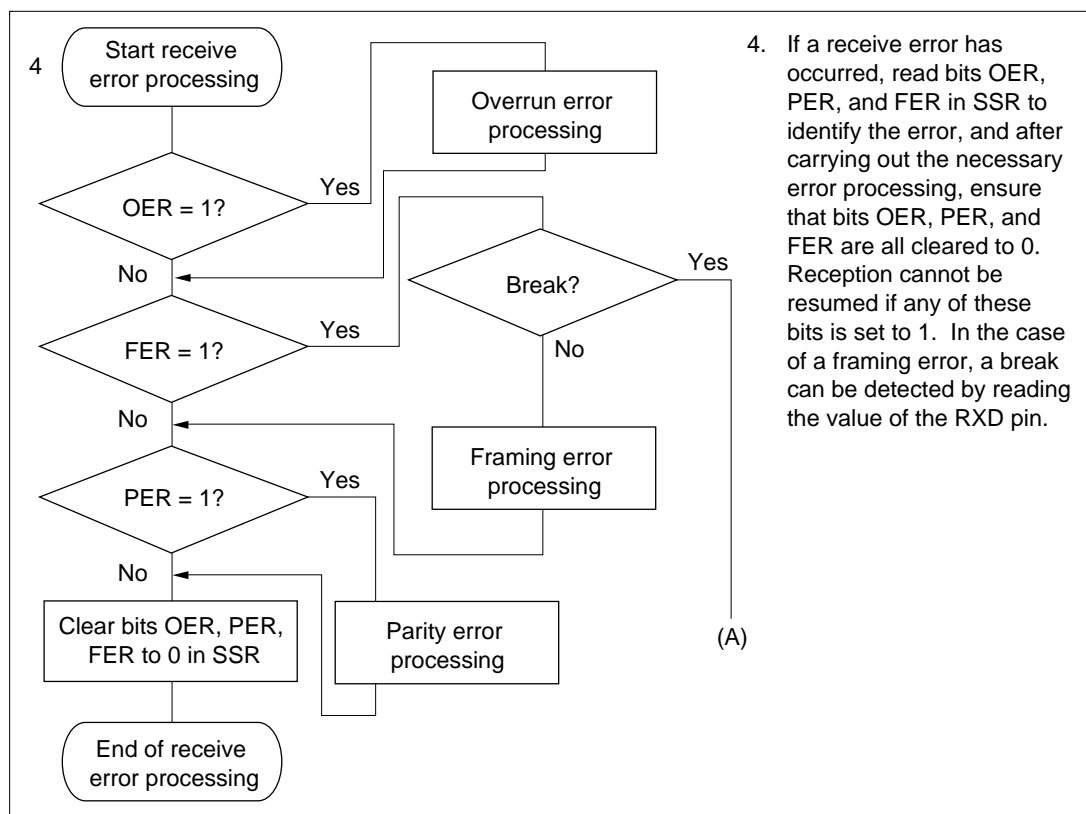 4
Start receive
error processing
Overrun error
processing
OER = 1?
Yes
No
Break?
Yes
No
FER = 1?
Yes
No
Framing error
processing
PER = 1?
Yes
No
Clear bits OER, PER,
FER to 0 in SSR
Parity error
processing
(A)
End of receive
error processing
4. If a receive error has
occurred, read bits OER,
PER, and FER in SSR to
identify the error, and after
carrying out the necessary
error processing, ensure
that bits OER, PER, and
FER are all cleared to 0.
Reception cannot be
resumed if any of these
bits is set to 1. In the case
of a framing error, a break
can be detected by reading
the value of the RXD pin.